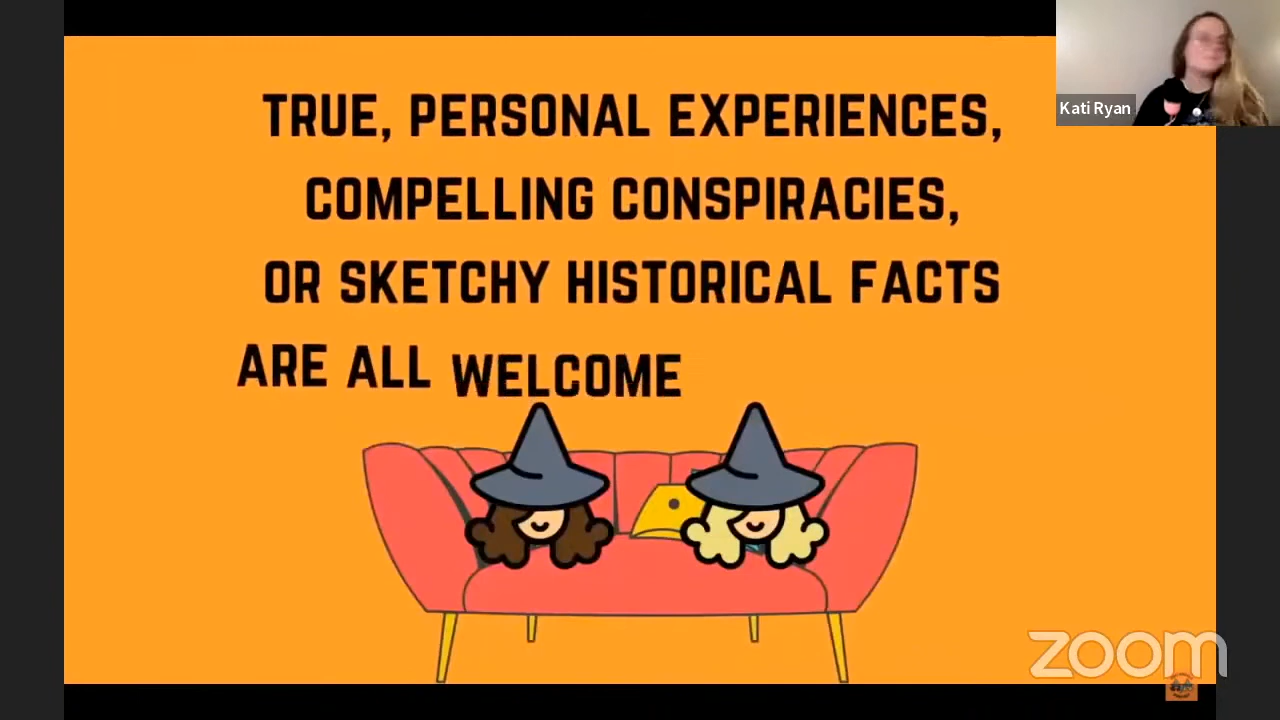 TRUE, PERSONAL EXPERIENCES,
COMPELLING CONSPIRACIES,
OR SKETCHY HISTORICAL FACTS
ARE ALL WELCOME
Kati Ryan
zoom